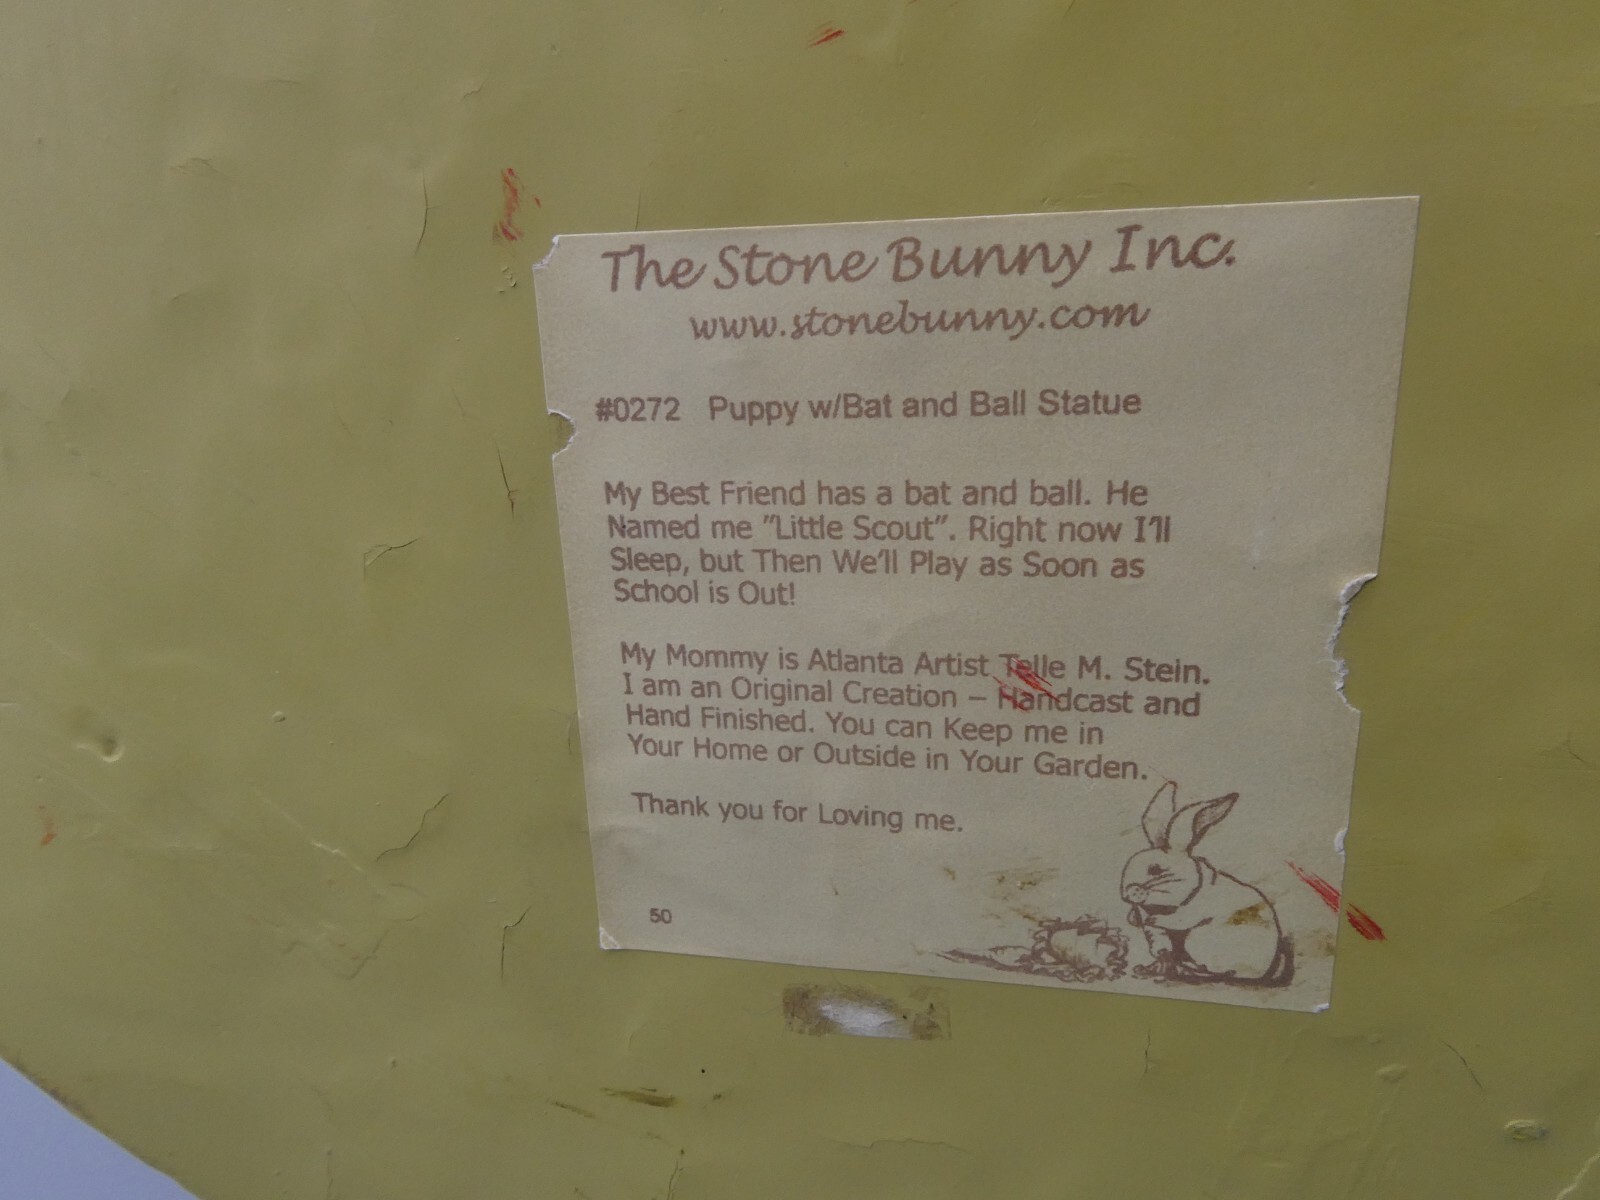 The Stone Bunny Inc.
www.stonebunny.com
#0272 Puppy w/Bat and Ball Statue
My Best Friend has a bat and ball. He
Named me "Little Scout". Right now I'll
Sleep, but Then We'll Play as Soon as
School is Out!
My Mommy is Atlanta Artist Telle M. Stein.
I am an Original Creation – Handcast and
Hand Finished. You can Keep me in
Your Home or Outside in Your Garden.
Thank you for Loving me.
50